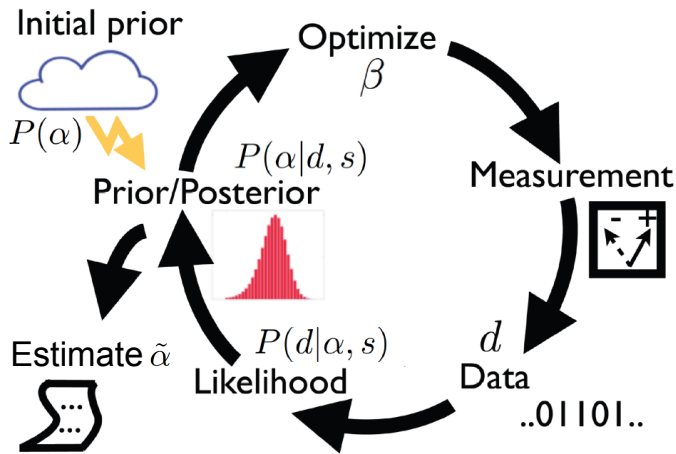 Initial prior
P(α)
Optimize
β
P(α|d, s)
Prior/Posterior
Measurement
- +
Estimate α̃
...
...
P(d|α, s)
Likelihood
d
Data
..01101..